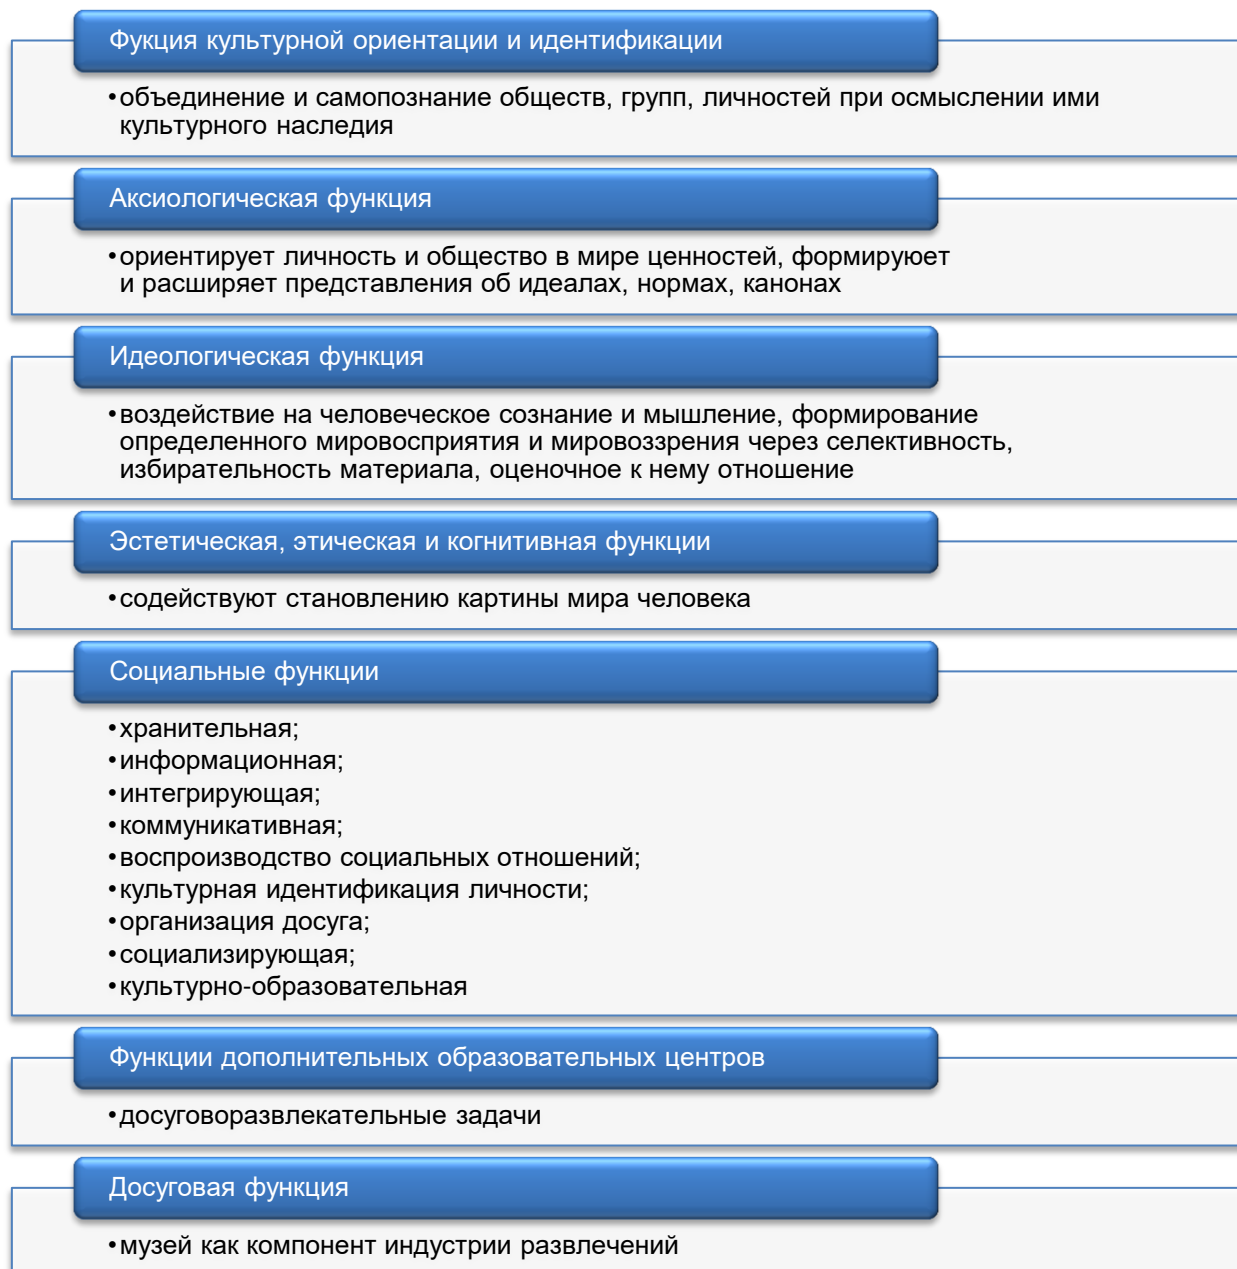 Фукция культурной ориентации и идентификации
•объединение и самопознание обществ, групп, личностей при осмыслении ими
культурного наследия
Аксиологическая функция
•ориентирует личность и общество в мире ценностей, формируюет
и расширяет представления об идеалах, нормах, канонах
Идеологическая функция
•воздействие на человеческое сознание и мышление, формирование
определенного мировосприятия и мировоззрения через селективность,
избирательность материала, оценочное к нему отношение
Эстетическая, этическая и когнитивная функции
•содействуют становлению картины мира человека
Социальные функции
•хранительная;
•информационная;
•интегрирующая;
•коммуникативная;
•воспроизводство социальных отношений;
•культурная идентификация личности;
•организация досуга;
•социализирующая;
•культурно-образовательная
Функции дополнительных образовательных центров
•досуговоразвлекательные задачи
Досуговая функция
•музей как компонент индустрии развлечений